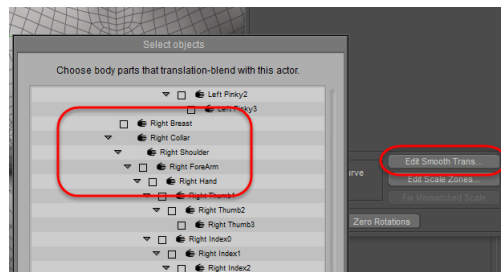 Select objects
Choose body parts that translation-blend with this actor.
Left Pinky2
Left Pinky3
Right Breast
Right Collar
Right Shoulder
Right ForeArm
Right Hand
Right Thumb1
Right Thumb2
Right Thumb3
Right Index0
Right Index1
Right Index2
Edit Smooth Trans...
urve
Edit Scale Zones...
Fix Mismatched Scale
Zero Rotations